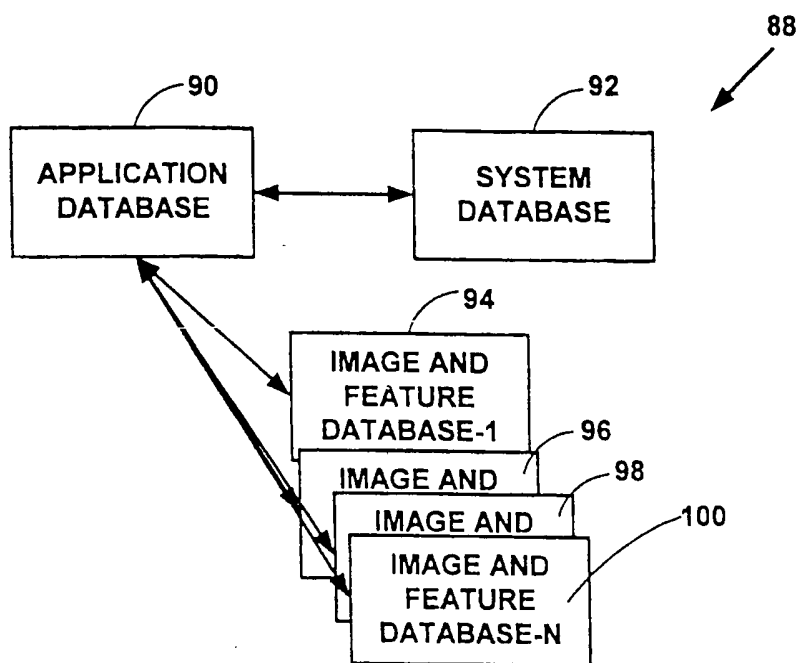 88
90
92
APPLICATION
DATABASE
SYSTEM
DATABASE
94
IMAGE AND
FEATURE
DATABASE-1
96
IMAGE AND
98
IMAGE AND
100
IMAGE AND
FEATURE
DATABASE-N